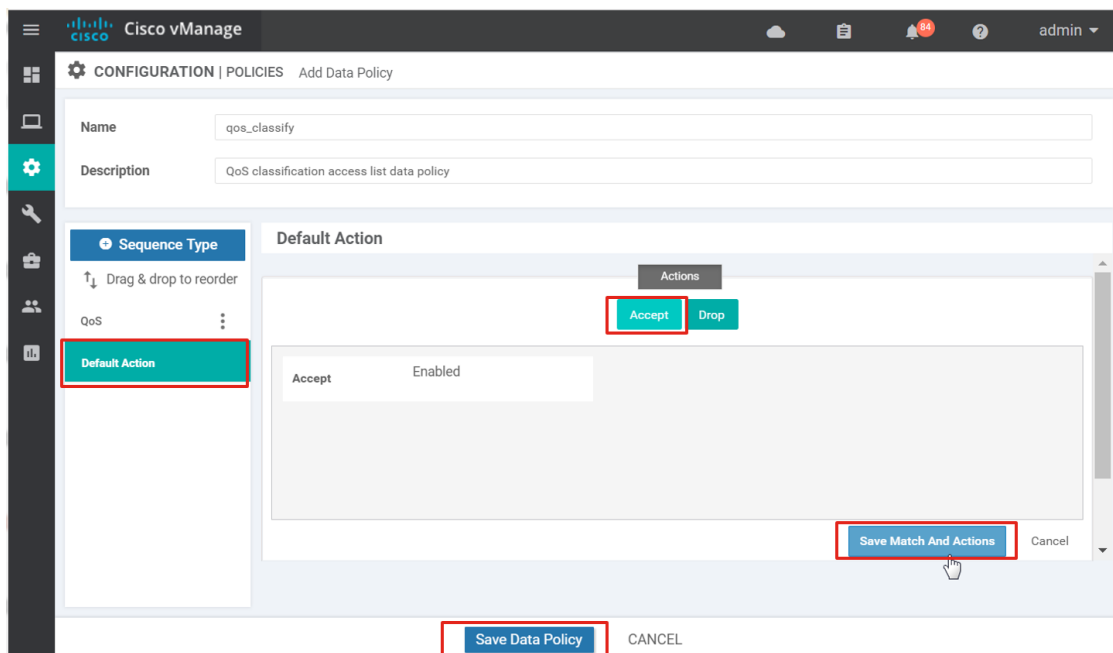 CISCO
Cisco vManage
84
admin
CONFIGURATION | POLICIES Add Data Policy
Name qos_classify
Description QoS classification access list data policy
Sequence Type
Drag & drop to reorder
QoS
Default Action
Default Action
Actions
Accept Drop
Accept Enabled
Save Match And Actions Cancel
Save Data Policy CANCEL